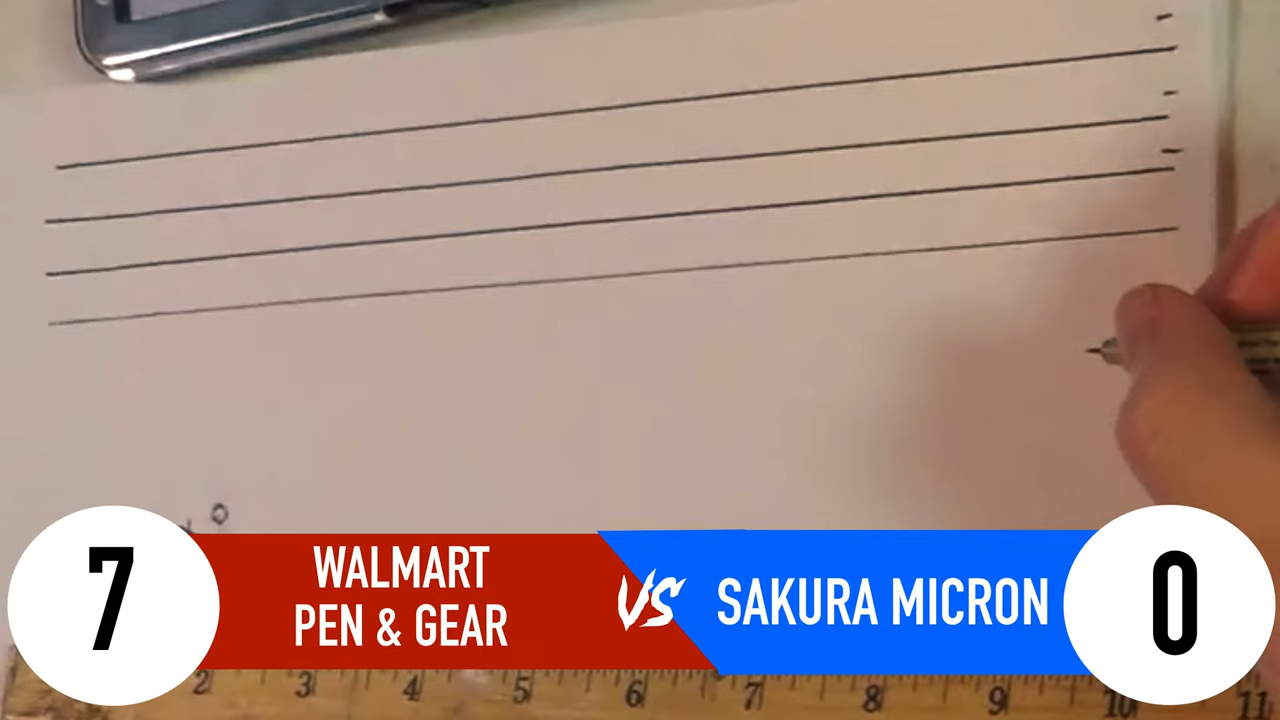 7
WALMART
PEN & GEAR
VS
SAKURA MICRON
0
2 3 4 5 6 7 8 9 10 11